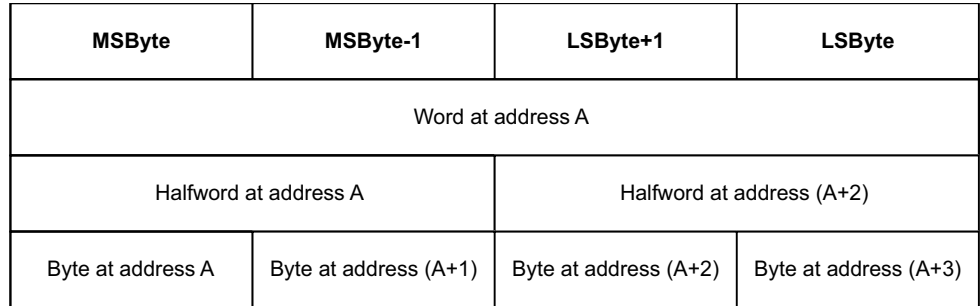 MSByte MSByte-1 LSByte+1 LSByte
Word at address A
Halfword at address A Halfword at address (A+2)
Byte at address A Byte at address (A+1) Byte at address (A+2) Byte at address (A+3)